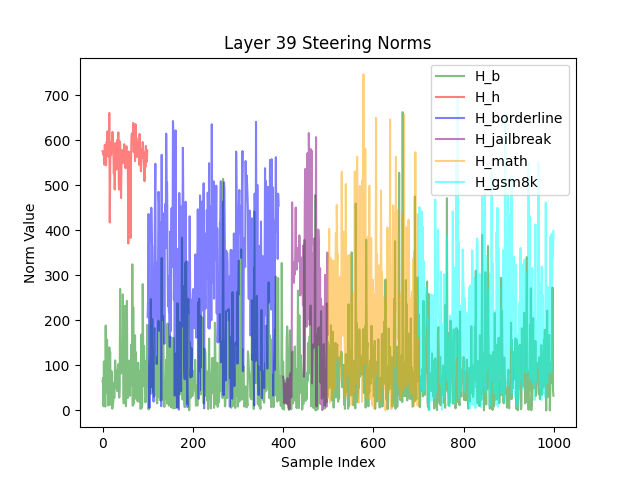 Layer 39 Steering Norms
Norm Value
700
600
500
400
300
200
100
0
H_b
H_h
H_borderline
H_jailbreak
H_math
H_gsm8k
0
200
400
600
800
1000
Sample Index